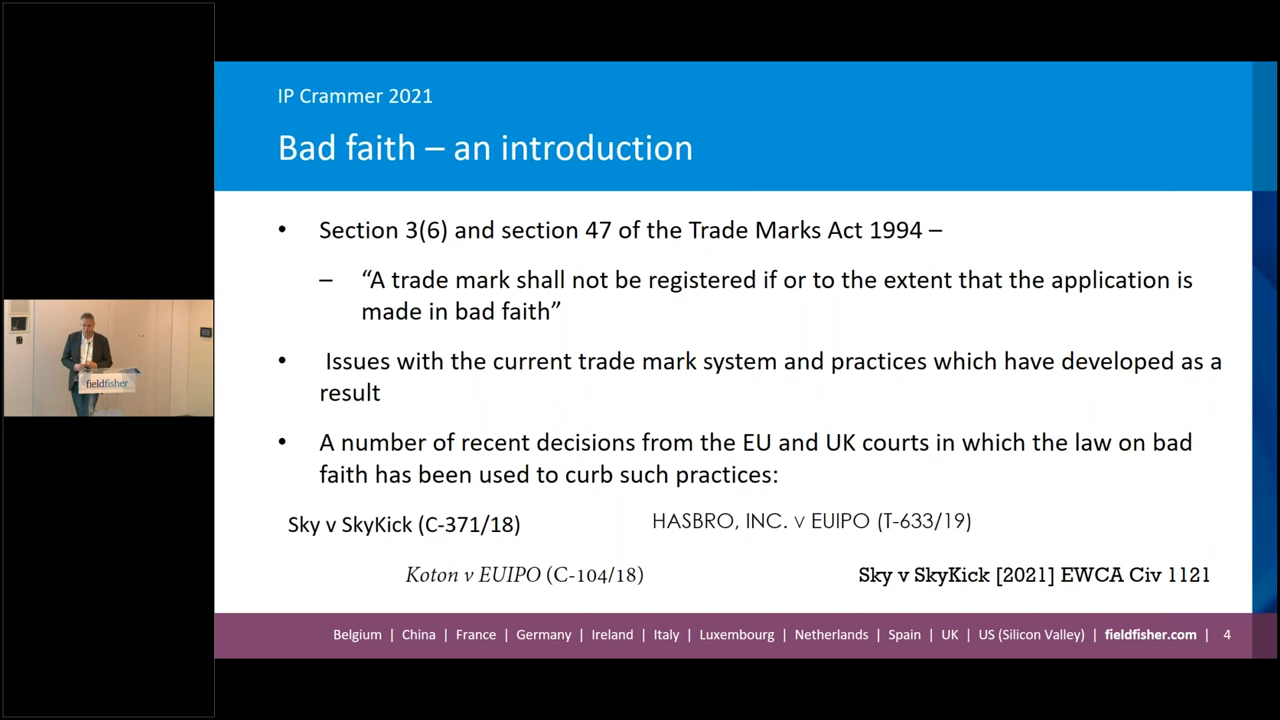 IP Crammer 2021
Bad faith – an introduction
• Section 3(6) and section 47 of the Trade Marks Act 1994 –
– “A trade mark shall not be registered if or to the extent that the application is
made in bad faith”
• Issues with the current trade mark system and practices which have developed as a
result
• A number of recent decisions from the EU and UK courts in which the law on bad
faith has been used to curb such practices:
Sky v SkyKick (C-371/18)
HASBRO, INC. v EUIPO (T-633/19)
Koton v EUIPO (C-104/18)
Sky v SkyKick [2021] EWCA Civ 1121
Belgium | China | France | Germany | Ireland | Italy | Luxembourg | Netherlands | Spain | UK | US (Silicon Valley) | fieldfisher.com | 4
fieldfisher